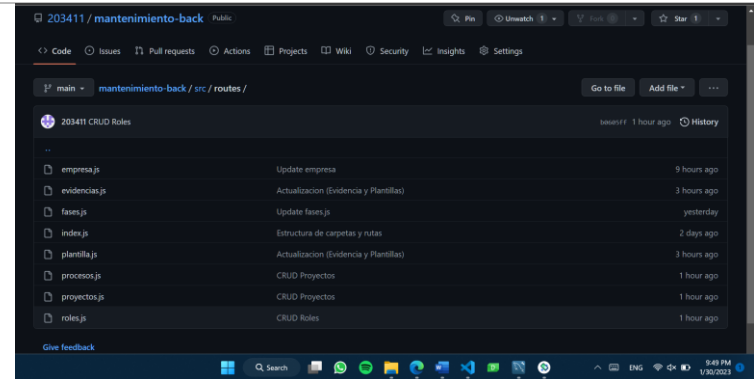 203411 / mantenimiento-back Public Pin Unwatch 1 Fork 0 Star 1
Code Issues Pull requests Actions Projects Wiki Security Insights Settings
main mantenimiento-back / src / routes / Go to file Add file ...
203411 CRUD Roles 1 hour ago History
..
empresa.js Update empresa 9 hours ago
evidencias.js Actualizacion (Evidencia y Plantillas) 3 hours ago
fases.js Update fases.js yesterday
index.js Estructura de carpetas y rutas 2 days ago
plantilla.js Actualizacion (Evidencia y Plantillas) 3 hours ago
procesos.js CRUD Proyectos 1 hour ago
proyectos.js CRUD Proyectos 1 hour ago
roles.js CRUD Roles 1 hour ago
Give feedback
Search ENG 9:49 PM
1/30/2023